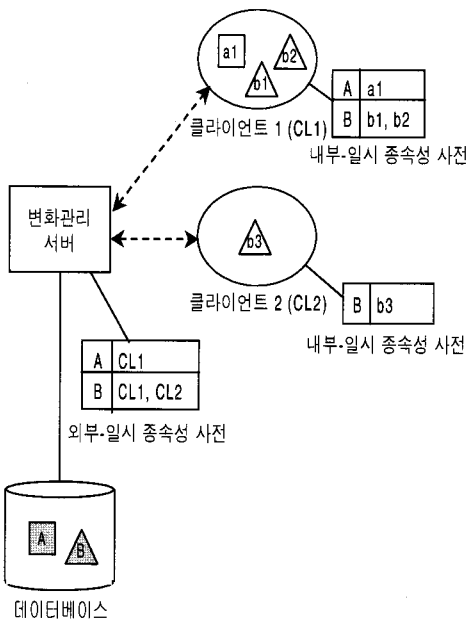 a1
b2
b1
클라이언트 1 (CL1)
A a1
B b1, b2
내부-일시 종속성 사전
변화관리
서버
b3
클라이언트 2 (CL2)
B b3
내부-일시 종속성 사전
A CL1
B CL1, CL2
외부-일시 종속성 사전
A
B
데이터베이스